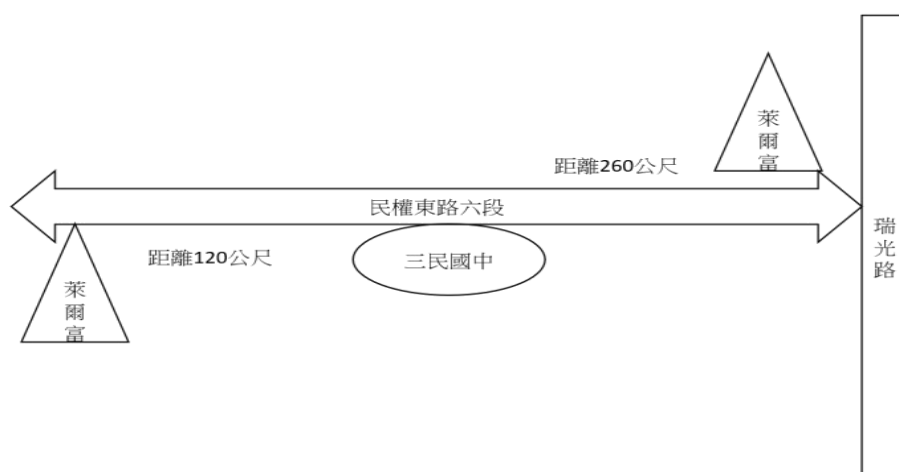 萊爾富
距離260公尺
民權東路六段
瑞光路
距離120公尺
三民國中
萊爾富